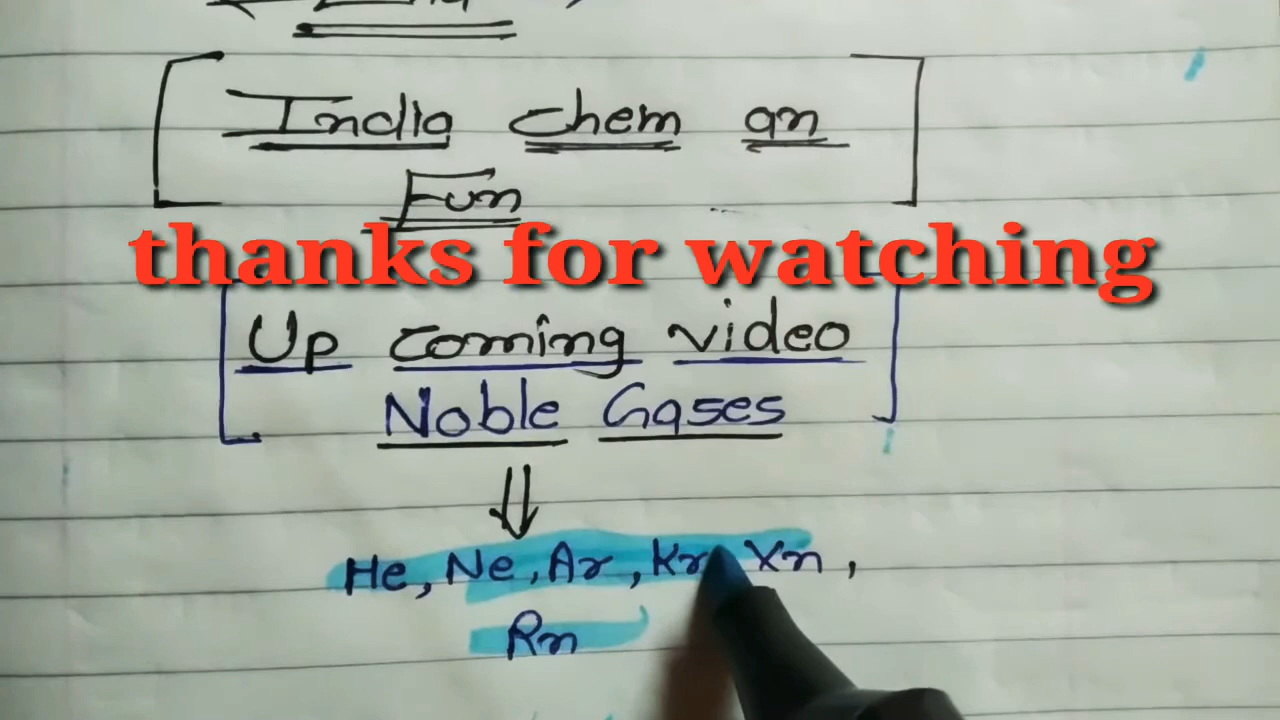 India chem an
Fun
thanks for watching
Up coming video
Noble Gases
He, Ne, Ar, Kr, Xn,
Rn